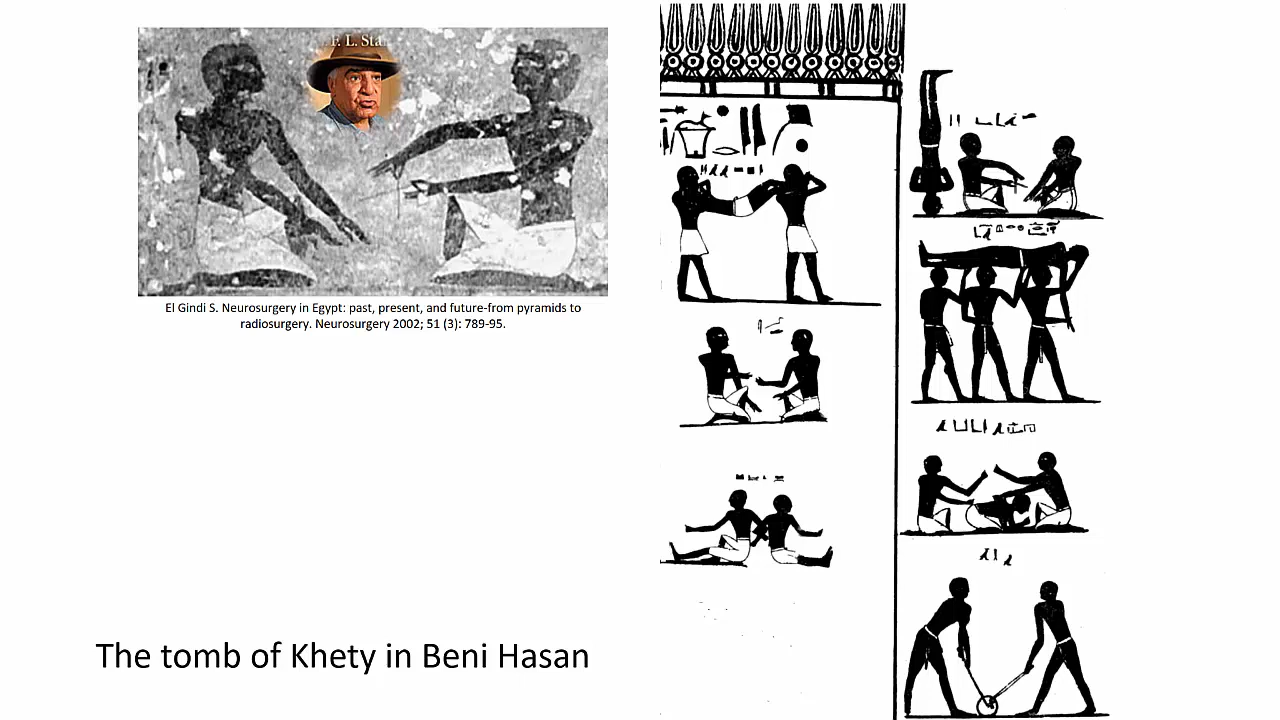 F. L. Sta
El Gindi S. Neurosurgery in Egypt: past, present, and future-from pyramids to
radiosurgery. Neurosurgery 2002; 51 (3): 789-95.
The tomb of Khety in Beni Hasan